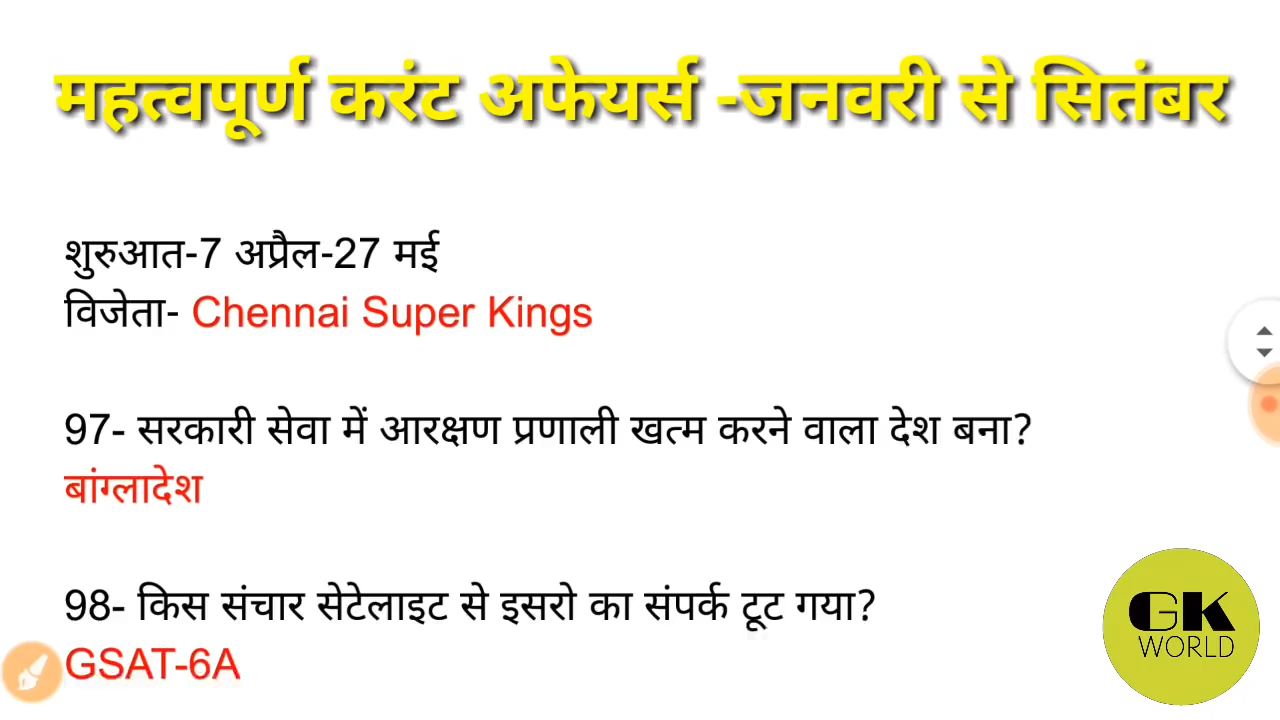 महत्वपूर्ण करंट अफेयर्स -जनवरी से सितंबर
शुरुआत-7 अप्रैल-27 मई
विजेता- Chennai Super Kings
97- सरकारी सेवा में आरक्षण प्रणाली खत्म करने वाला देश बना?
बांग्लादेश
98- किस संचार सेटेलाइट से इसरो का संपर्क टूट गया?
GSAT-6A
GK
WORLD